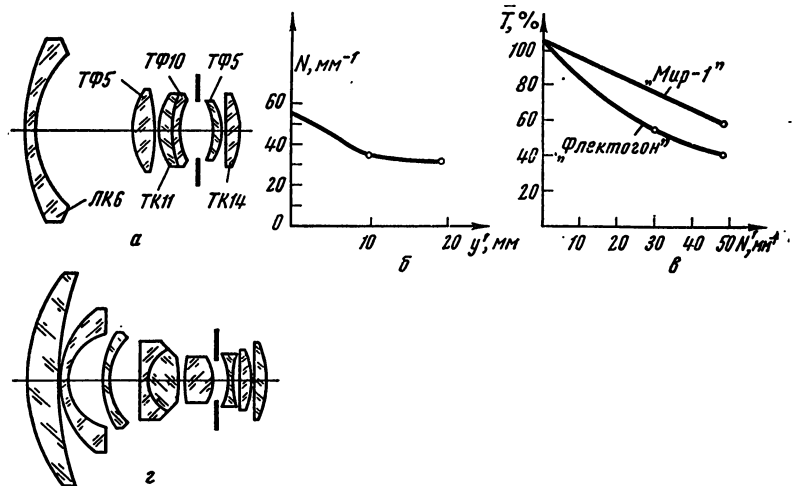 ТФ5
ТФ10
ТФ5
ЛК6
ТК11
ТК14
а
N, мм⁻¹
60
40
20
0
10
20
y', мм
б
T̅, %
100
80
60
40
20
„Мир-1"
„Флектогон"
10
20
30
40
50
N', мм⁻¹
в
г